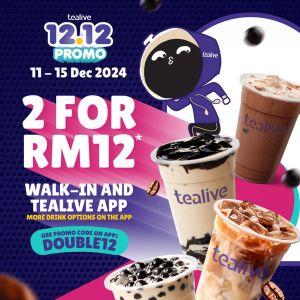 tealive
12.12
PROMO
11 – 15 Dec 2024
tealive
2 FOR
RM12*
WALK-IN AND
TEALIVE APP
MORE DRINK OPTIONS ON THE APP
USE PROMO CODE ON APP:
DOUBLE12
tealive
tealive
tealive